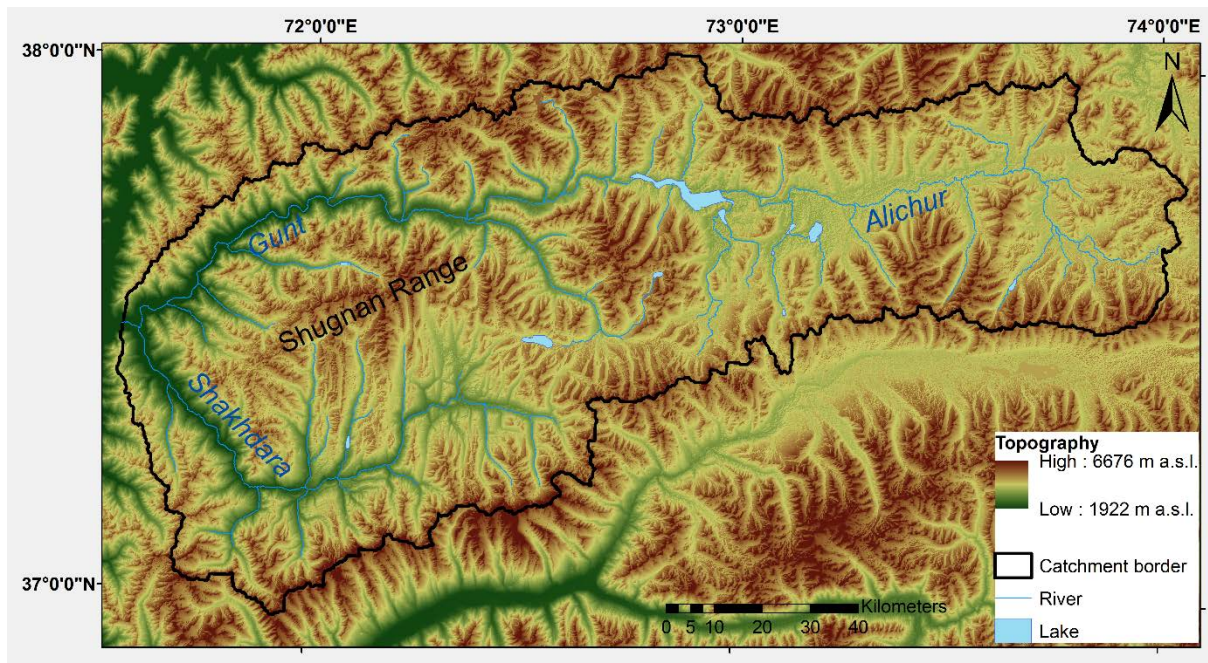 72°0'0"E
73°0'0"E
74°0'0"E
38°0'0"N
N
Gunt
Alichur
Shugnan Range
Shakhdara
Topography
High : 6676 m a.s.l.
Low : 1922 m a.s.l.
Catchment border
River
Lake
37°0'0"N
Kilometers
0 5 10 20 30 40